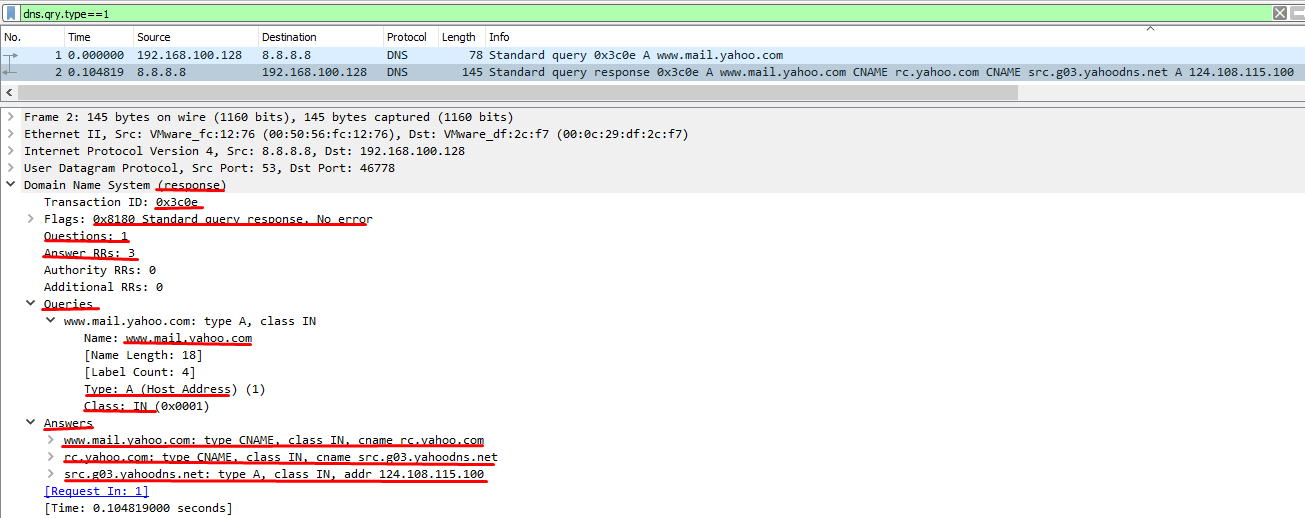 dns.qry.type==1
No. Time Source Destination Protocol Length Info
1 0.000000 192.168.100.128 8.8.8.8 DNS 78 Standard query 0x3c0e A www.mail.yahoo.com
2 0.104819 8.8.8.8 192.168.100.128 DNS 145 Standard query response 0x3c0e A www.mail.yahoo.com CNAME rc.yahoo.com CNAME src.g03.yahoodns.net A 124.108.115.100
Frame 2: 145 bytes on wire (1160 bits), 145 bytes captured (1160 bits)
Ethernet II, Src: VMware_fc:12:76 (00:50:56:fc:12:76), Dst: VMware_df:2c:f7 (00:0c:29:df:2c:f7)
Internet Protocol Version 4, Src: 8.8.8.8, Dst: 192.168.100.128
User Datagram Protocol, Src Port: 53, Dst Port: 46778
Domain Name System (response)
Transaction ID: 0x3c0e
Flags: 0x8180 Standard query response, No error
Questions: 1
Answer RRs: 3
Authority RRs: 0
Additional RRs: 0
Queries
www.mail.yahoo.com: type A, class IN
Name: www.mail.yahoo.com
[Name Length: 18]
[Label Count: 4]
Type: A (Host Address) (1)
Class: IN (0x0001)
Answers
www.mail.yahoo.com: type CNAME, class IN, cname rc.yahoo.com
rc.yahoo.com: type CNAME, class IN, cname src.g03.yahoodns.net
src.g03.yahoodns.net: type A, class IN, addr 124.108.115.100
[Request In: 1]
[Time: 0.104819000 seconds]